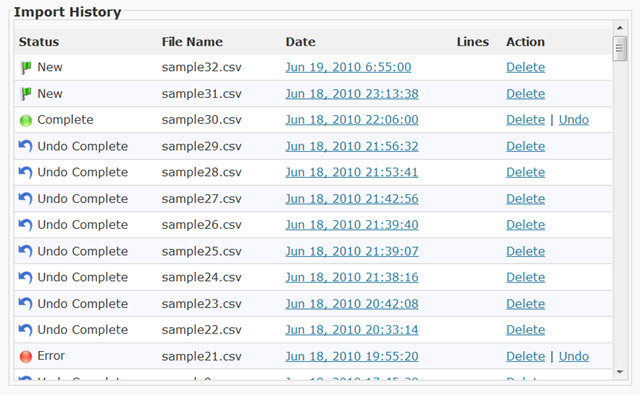 Import History
Status File Name Date Lines Action
New sample32.csv Jun 19, 2010 6:55:00 Delete
New sample31.csv Jun 18, 2010 23:13:38 Delete
Complete sample30.csv Jun 18, 2010 22:06:00 Delete | Undo
Undo Complete sample29.csv Jun 18, 2010 21:56:32 Delete
Undo Complete sample28.csv Jun 18, 2010 21:53:41 Delete
Undo Complete sample27.csv Jun 18, 2010 21:42:56 Delete
Undo Complete sample26.csv Jun 18, 2010 21:39:40 Delete
Undo Complete sample25.csv Jun 18, 2010 21:39:07 Delete
Undo Complete sample24.csv Jun 18, 2010 21:38:16 Delete
Undo Complete sample23.csv Jun 18, 2010 20:42:08 Delete
Undo Complete sample22.csv Jun 18, 2010 20:33:14 Delete
Error sample21.csv Jun 18, 2010 19:55:20 Delete | Undo